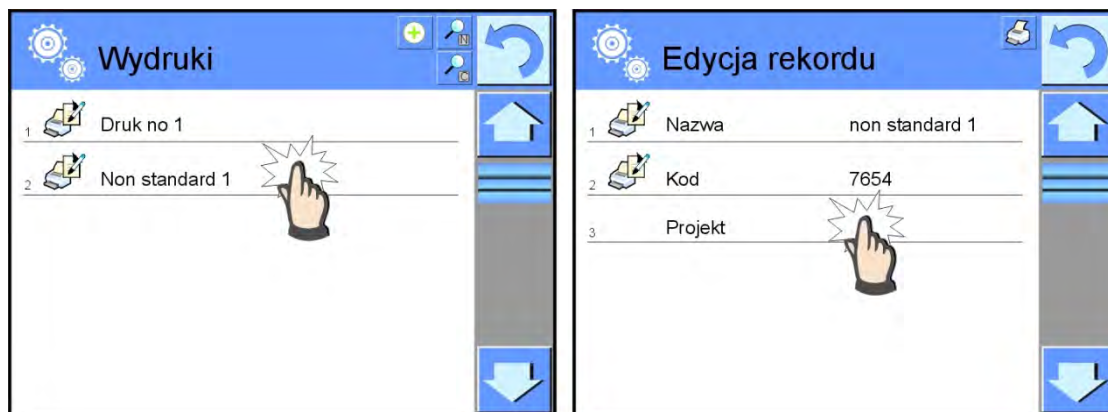 Wydruki
N
C
1 Druk no 1
2 Non standard 1
Edycja rekordu
1 Nazwa non standard 1
2 Kod 7654
3 Projekt